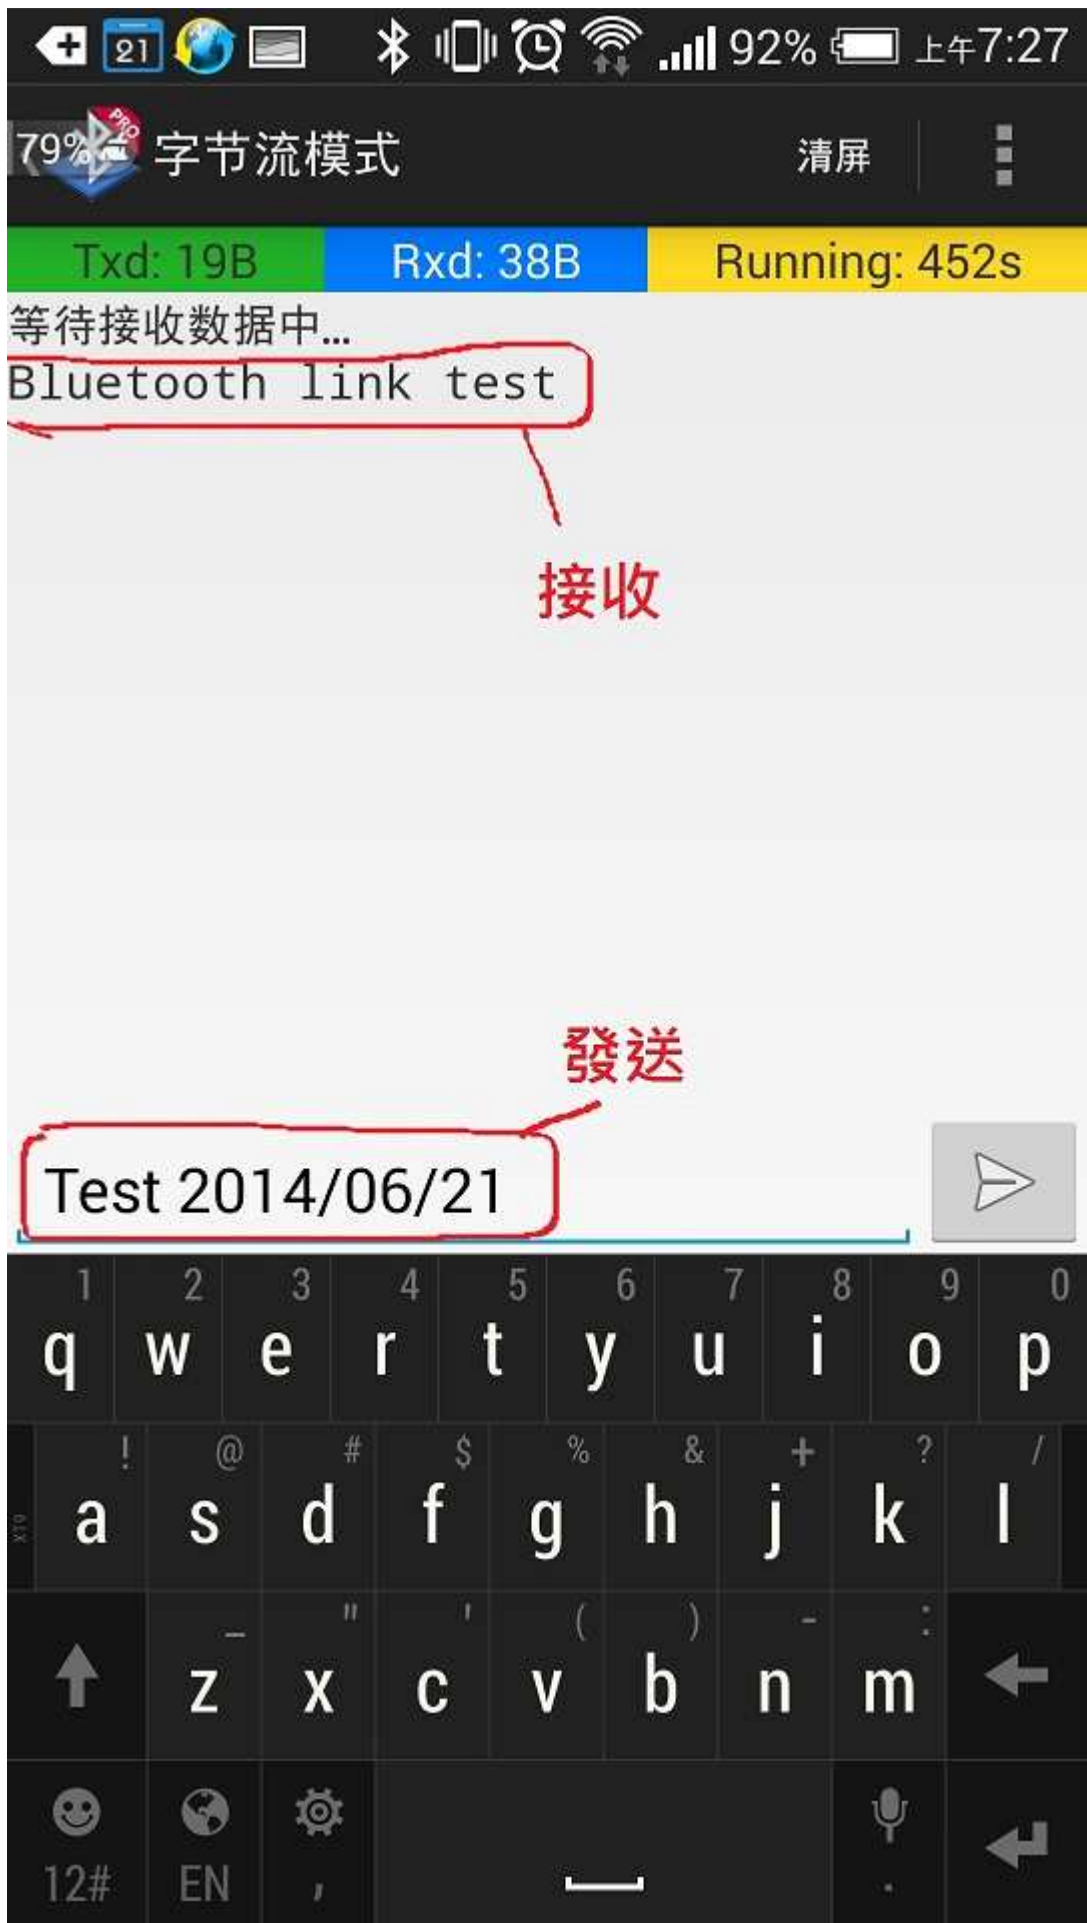 21 92% 上午7:27
79% PRO 字节流模式 清屏
Txd: 19B Rxd: 38B Running: 452s
等待接收数据中...
Bluetooth link test
接收
發送
Test 2014/06/21
1 2 3 4 5 6 7 8 9 0
q w e r t y u i o p
! @ # $ % & + ? /
a s d f g h j k l
_ " ' ( ) - :
z x c v b n m
12# EN , .